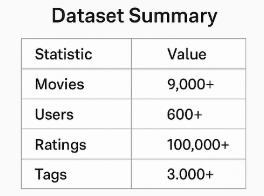 Dataset Summary
Statistic Value
Movies 9,000+
Users 600+
Ratings 100,000+
Tags 3.000+